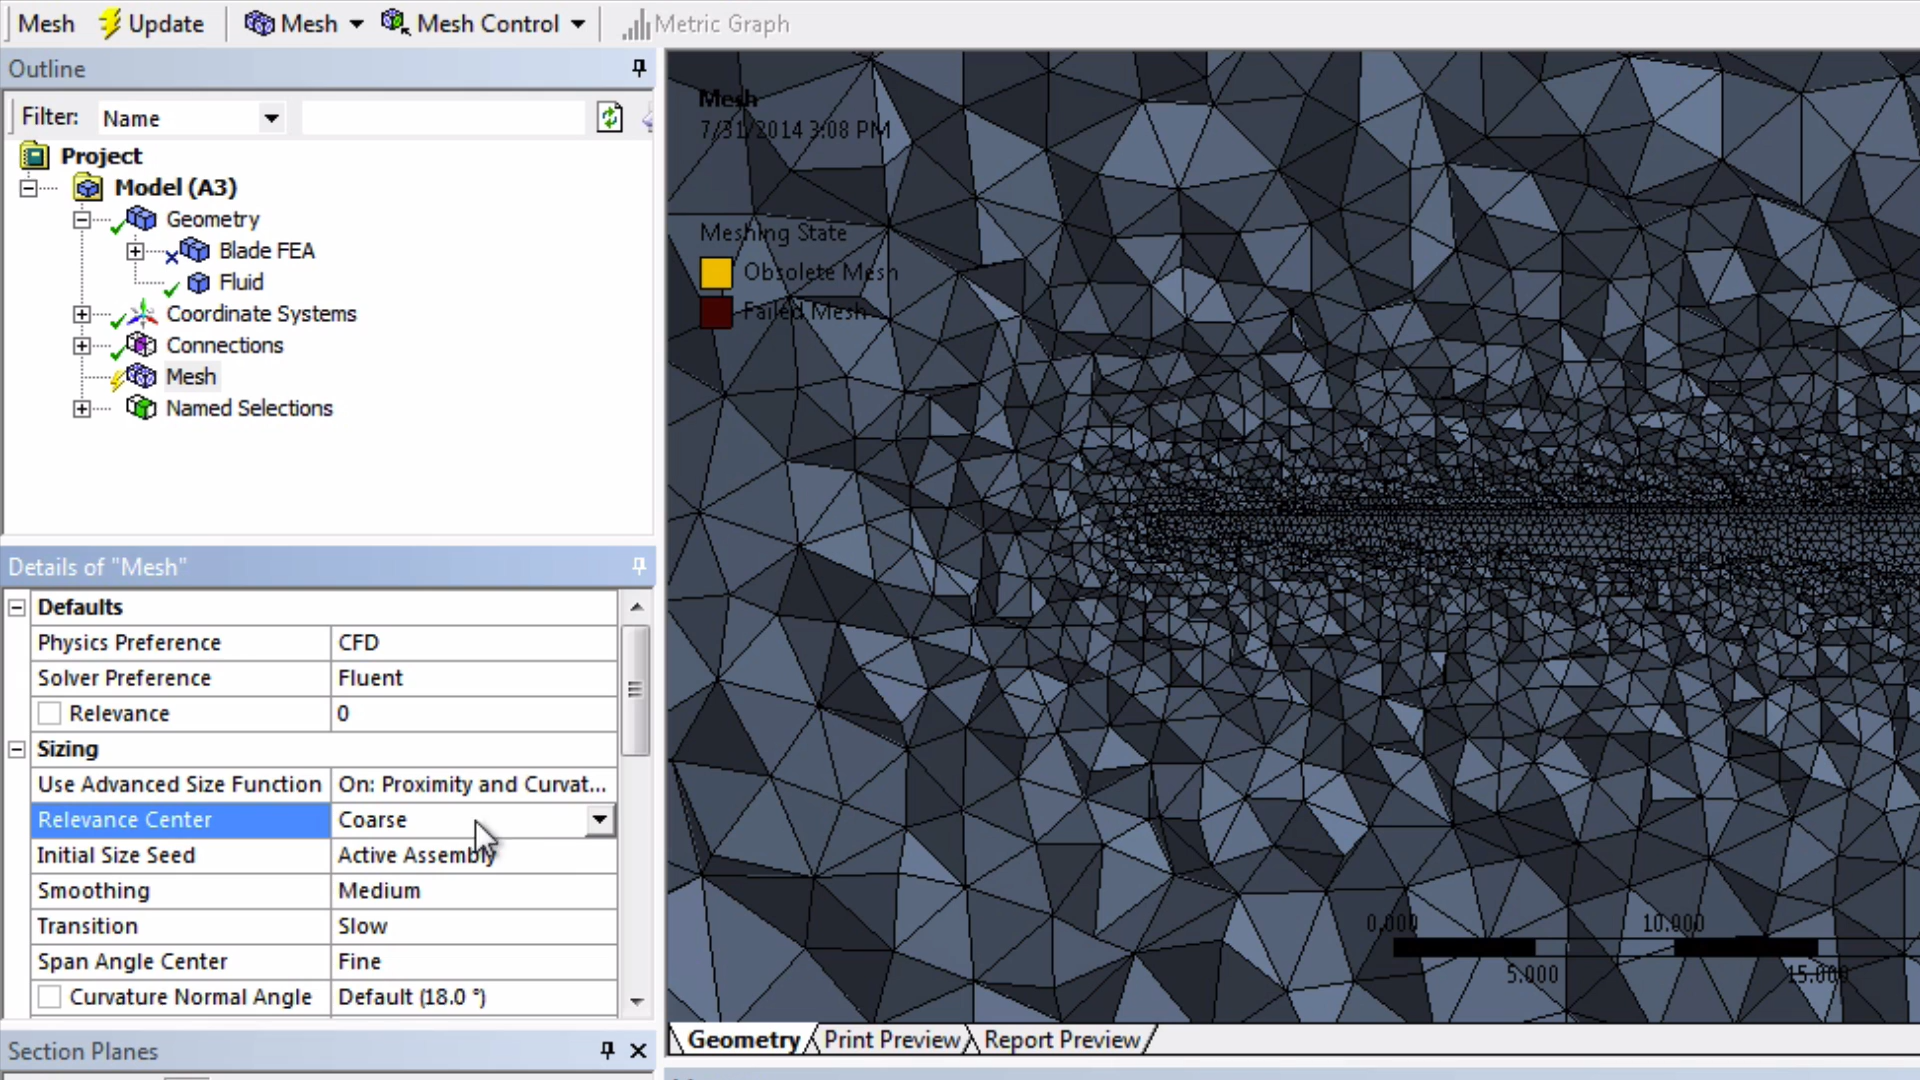 Mesh Update Mesh Mesh Control Metric Graph
Outline
Filter: Name
Project
Model (A3)
Geometry
Blade FEA
Fluid
Coordinate Systems
Connections
Mesh
Named Selections
Details of "Mesh"
Defaults
Physics Preference CFD
Solver Preference Fluent
Relevance 0
Sizing
Use Advanced Size Function On: Proximity and Curvat...
Relevance Center Coarse
Initial Size Seed Active Assembly
Smoothing Medium
Transition Slow
Span Angle Center Fine
Curvature Normal Angle Default (18.0 °)
Section Planes
Mesh
7/31/2014 3:08 PM
Meshing State
Obsolete Mesh
Failed Mesh
0.000 10.000
5.000 15.000
Geometry Print Preview Report Preview